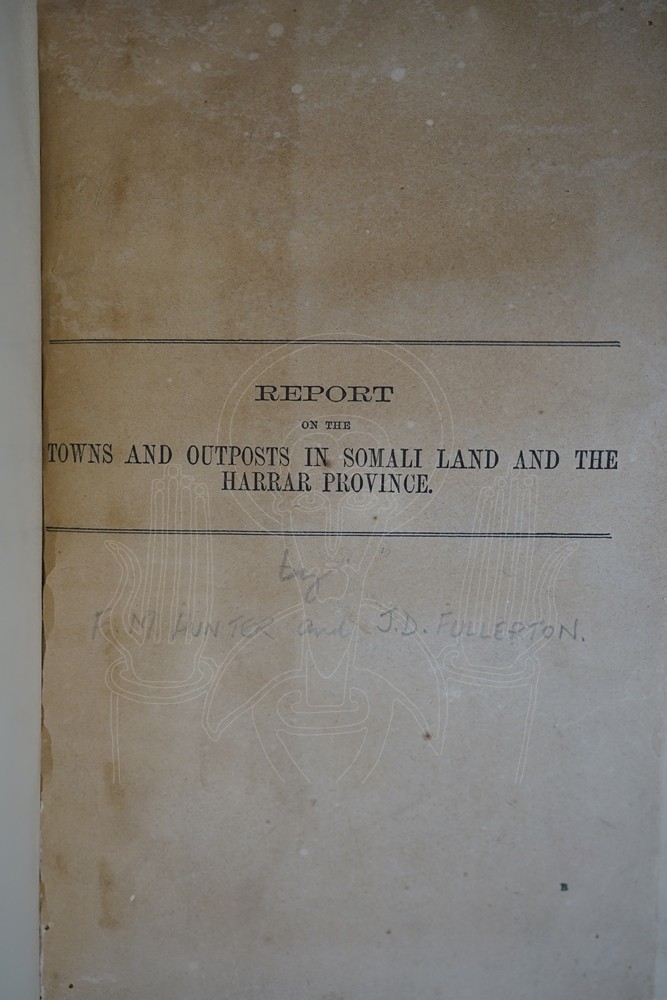 REPORT
ON THE
TOWNS AND OUTPOSTS IN SOMALI LAND AND THE
HARRAR PROVINCE.
by
F. M. HUNTER and J.D. FULLERTON.